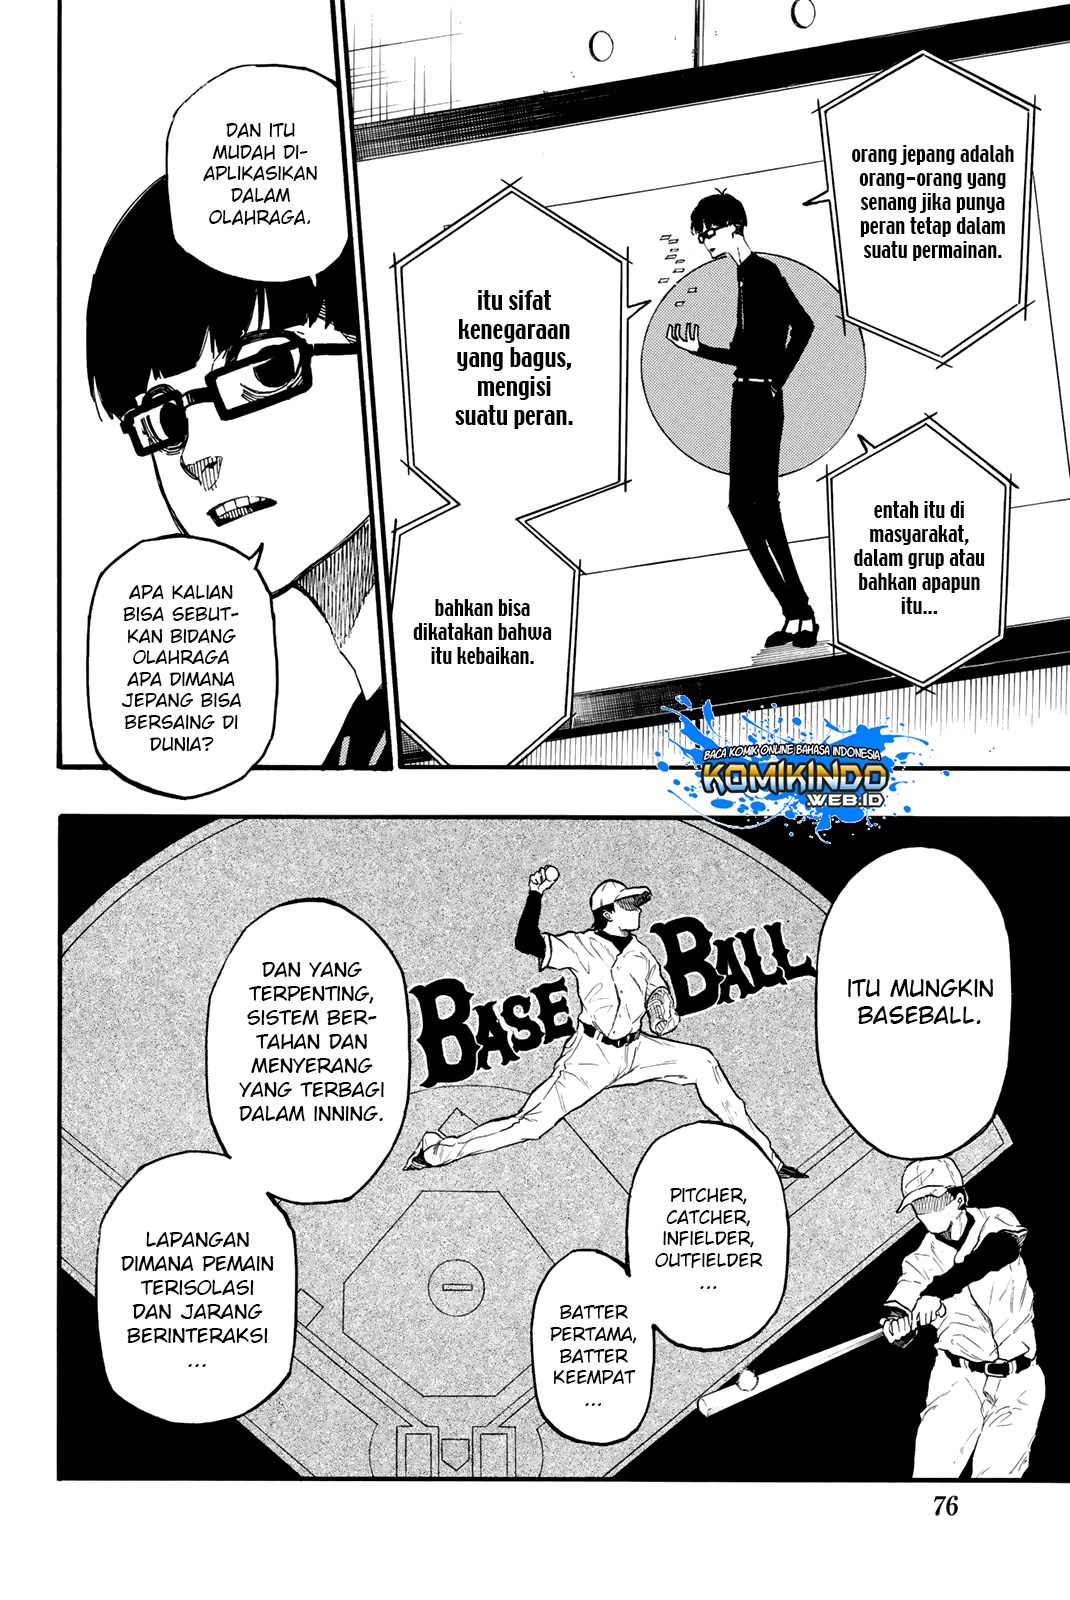 orang jepang adalah
orang-orang yang
senang jika punya
peran tetap dalam
suatu permainan.
entah itu di
masyarakat,
dalam grup atau
bahkan apapun
itu...
itu sifat
kenegaraan
yang bagus,
mengisi
suatu peran.
bahkan bisa
dikatakan bahwa
itu kebaikan.
DAN ITU
MUDAH DI-
APLIKASIKAN
DALAM
OLAHRAGA.
APA KALIAN
BISA SEBUT-
KAN BIDANG
OLAHRAGA
APA DIMANA
JEPANG BISA
BERSAING DI
DUNIA?
BACA KOMIK ONLINE BAHASA INDONESIA
KOMIKINDO
WEB.ID
ITU MUNGKIN
BASEBALL.
BASE BALL
PITCHER,
CATCHER,
INFIELDER,
OUTFIELDER
...
BATTER
PERTAMA,
BATTER
KEEMPAT
...
DAN YANG
TERPENTING,
SISTEM BER-
TAHAN DAN
MENYERANG
YANG TERBAGI
DALAM INNING.
LAPANGAN
DIMANA PEMAIN
TERISOLASI
DAN JARANG
BERINTERAKSI
...
76